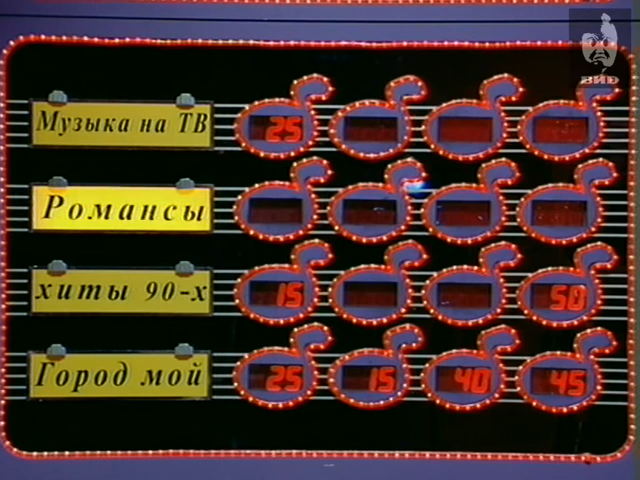 ВИD
Музыка на ТВ 25
Романсы
хиты 90-х 15 50
Город мой 25 15 40 45